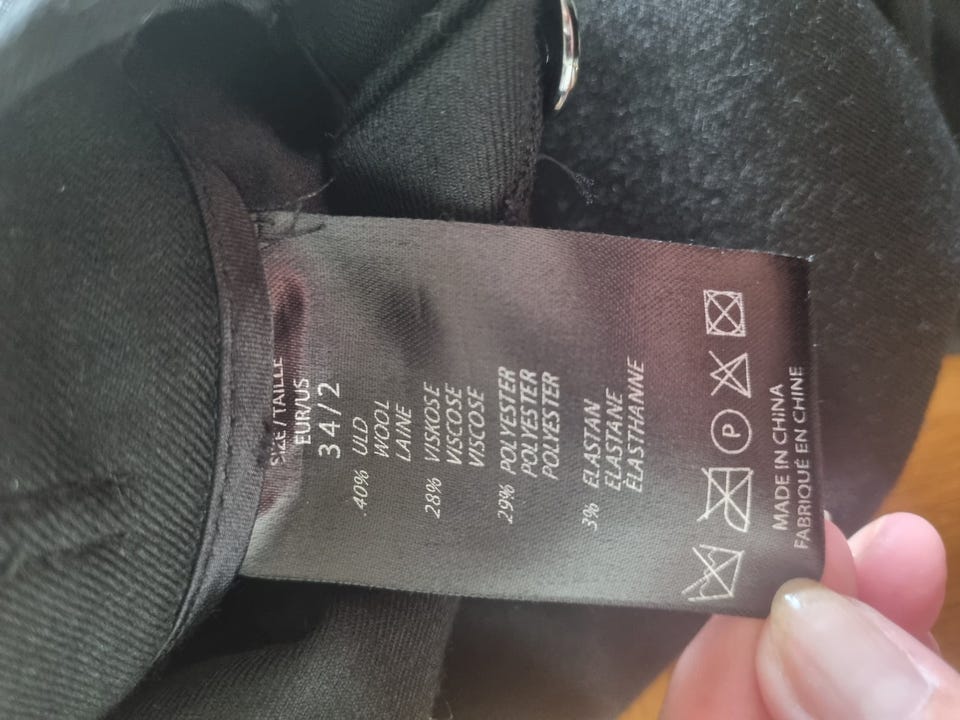 SIZE / TAILLE
EUR/US
34/2
40% ULD
WOOL
LAINE
28% VISKOSE
VISCOSE
VISCOSE
29% POLYESTER
POLYESTER
POLYESTER
3% ELASTAN
ELASTANE
ÉLASTHANNE
P
MADE IN CHINA
FABRIQUÉ EN CHINE